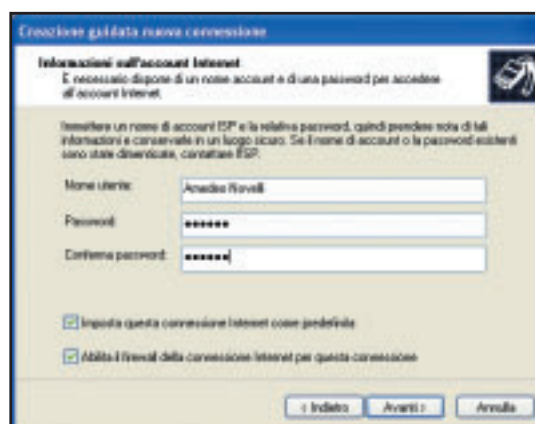 Creazione guidata nuova connessione
Informazioni sull'account Internet
È necessario disporre di un nome account e di una password per accedere
all'account Internet.
Immettere un nome di account ISP e la relativa password, quindi prendere nota di tali
informazioni e conservarle in un luogo sicuro. Se il nome di account o la password esistenti
sono state dimenticate, contattare l'ISP.
Nome utente: Amedeo Novelli
Password: ••••••
Conferma password: ••••••
Imposta questa connessione Internet come predefinita
Abilita il firewall della connessione Internet per questa connessione
< Indietro Avanti > Annulla